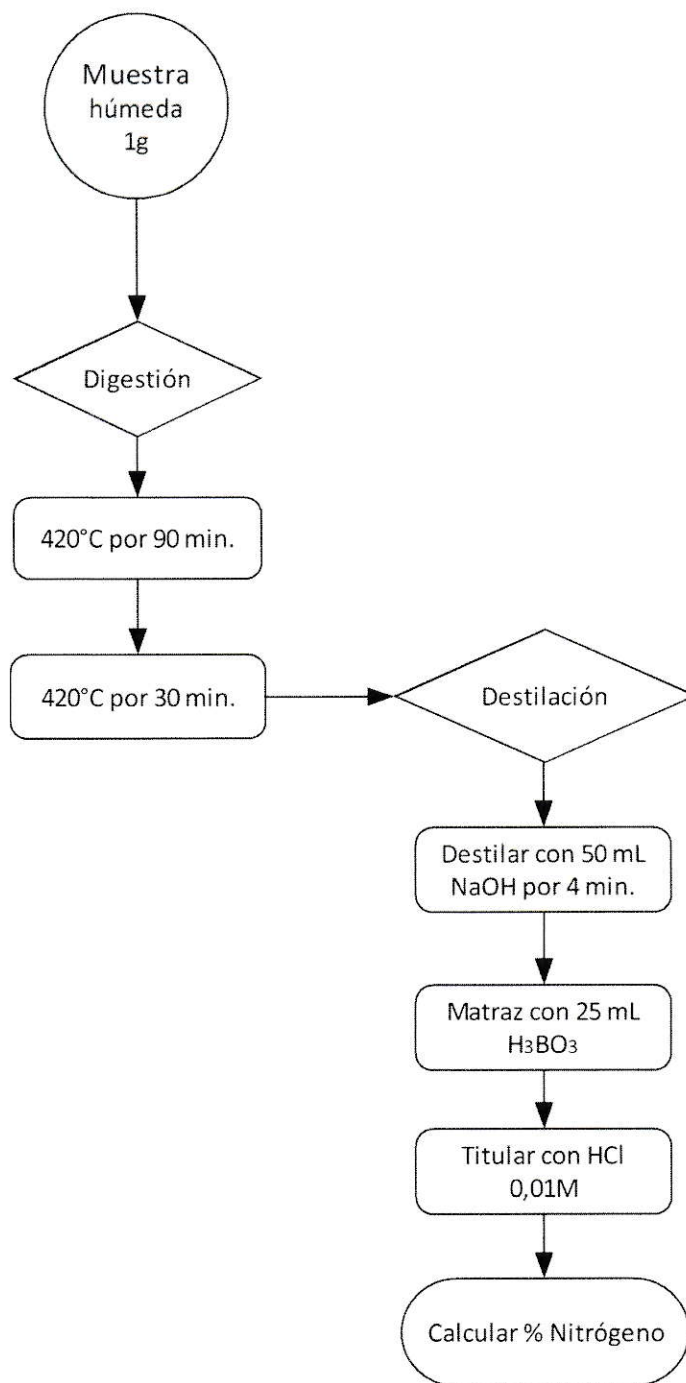 Muestra
húmeda
1g
Digestión
420°C por 90 min.
420°C por 30 min.
Destilación
Destilar con 50 mL
NaOH por 4 min.
Matraz con 25 mL
H3BO3
Titular con HCl
0,01M
Calcular % Nitrógeno